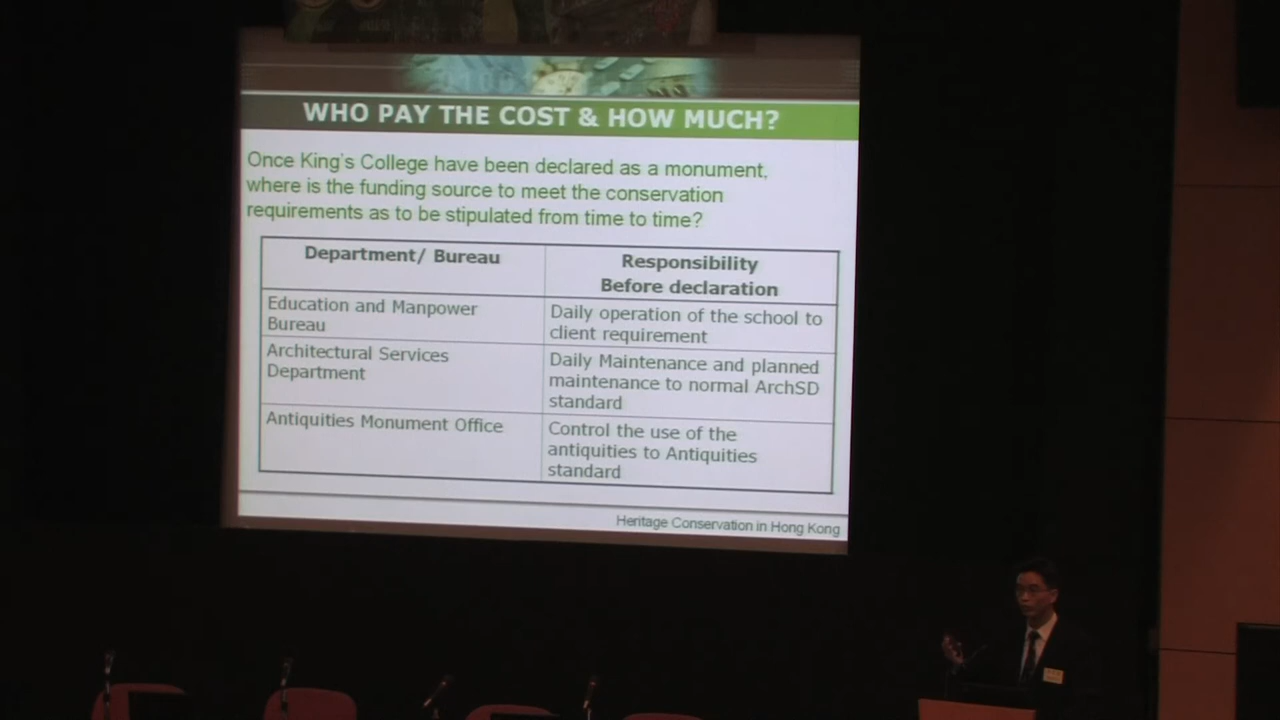 WHO PAY THE COST & HOW MUCH?
Once King's College have been declared as a monument,
where is the funding source to meet the conservation
requirements as to be stipulated from time to time?
Department/ Bureau
Responsibility
Before declaration
Education and Manpower
Bureau
Daily operation of the school to
client requirement
Architectural Services
Department
Daily Maintenance and planned
maintenance to normal ArchSD
standard
Antiquities Monument Office
Control the use of the
antiquities to Antiquities
standard
Heritage Conservation in Hong Kong